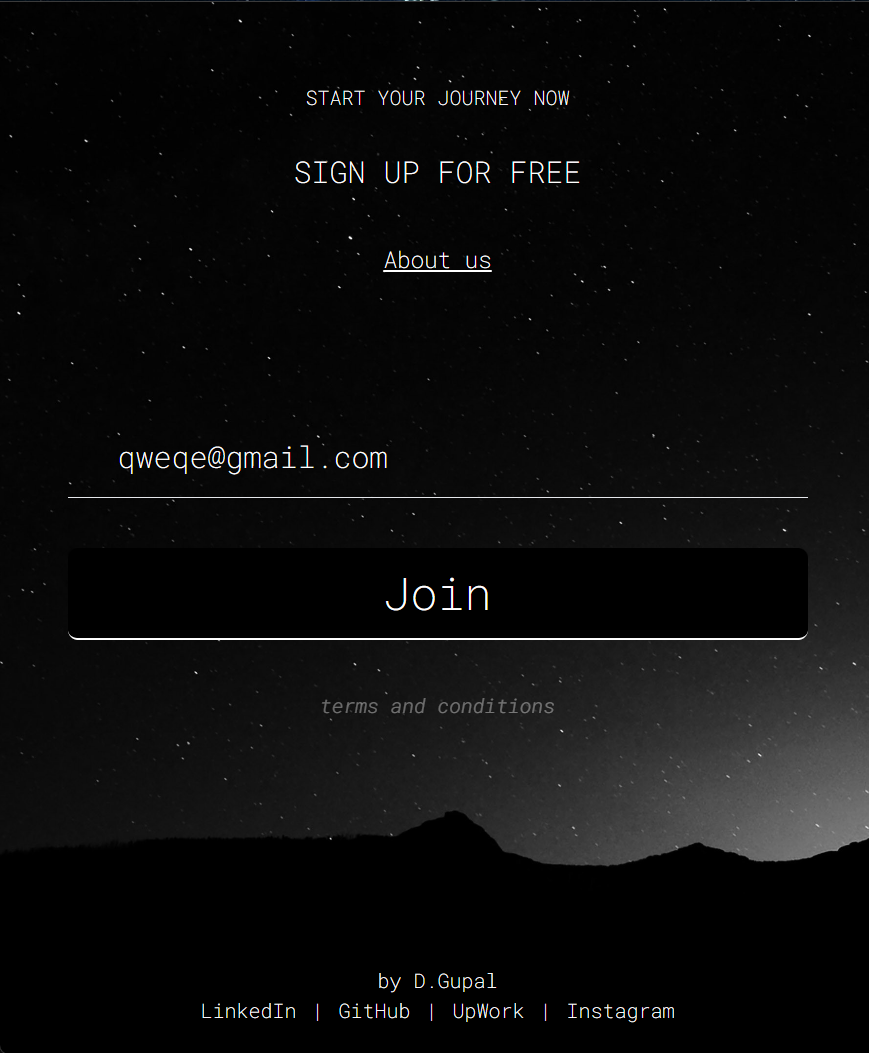 START YOUR JOURNEY NOW
SIGN UP FOR FREE
About us
qweqe@gmail.com
Join
terms and conditions
by D.Gupal
LinkedIn | GitHub | UpWork | Instagram